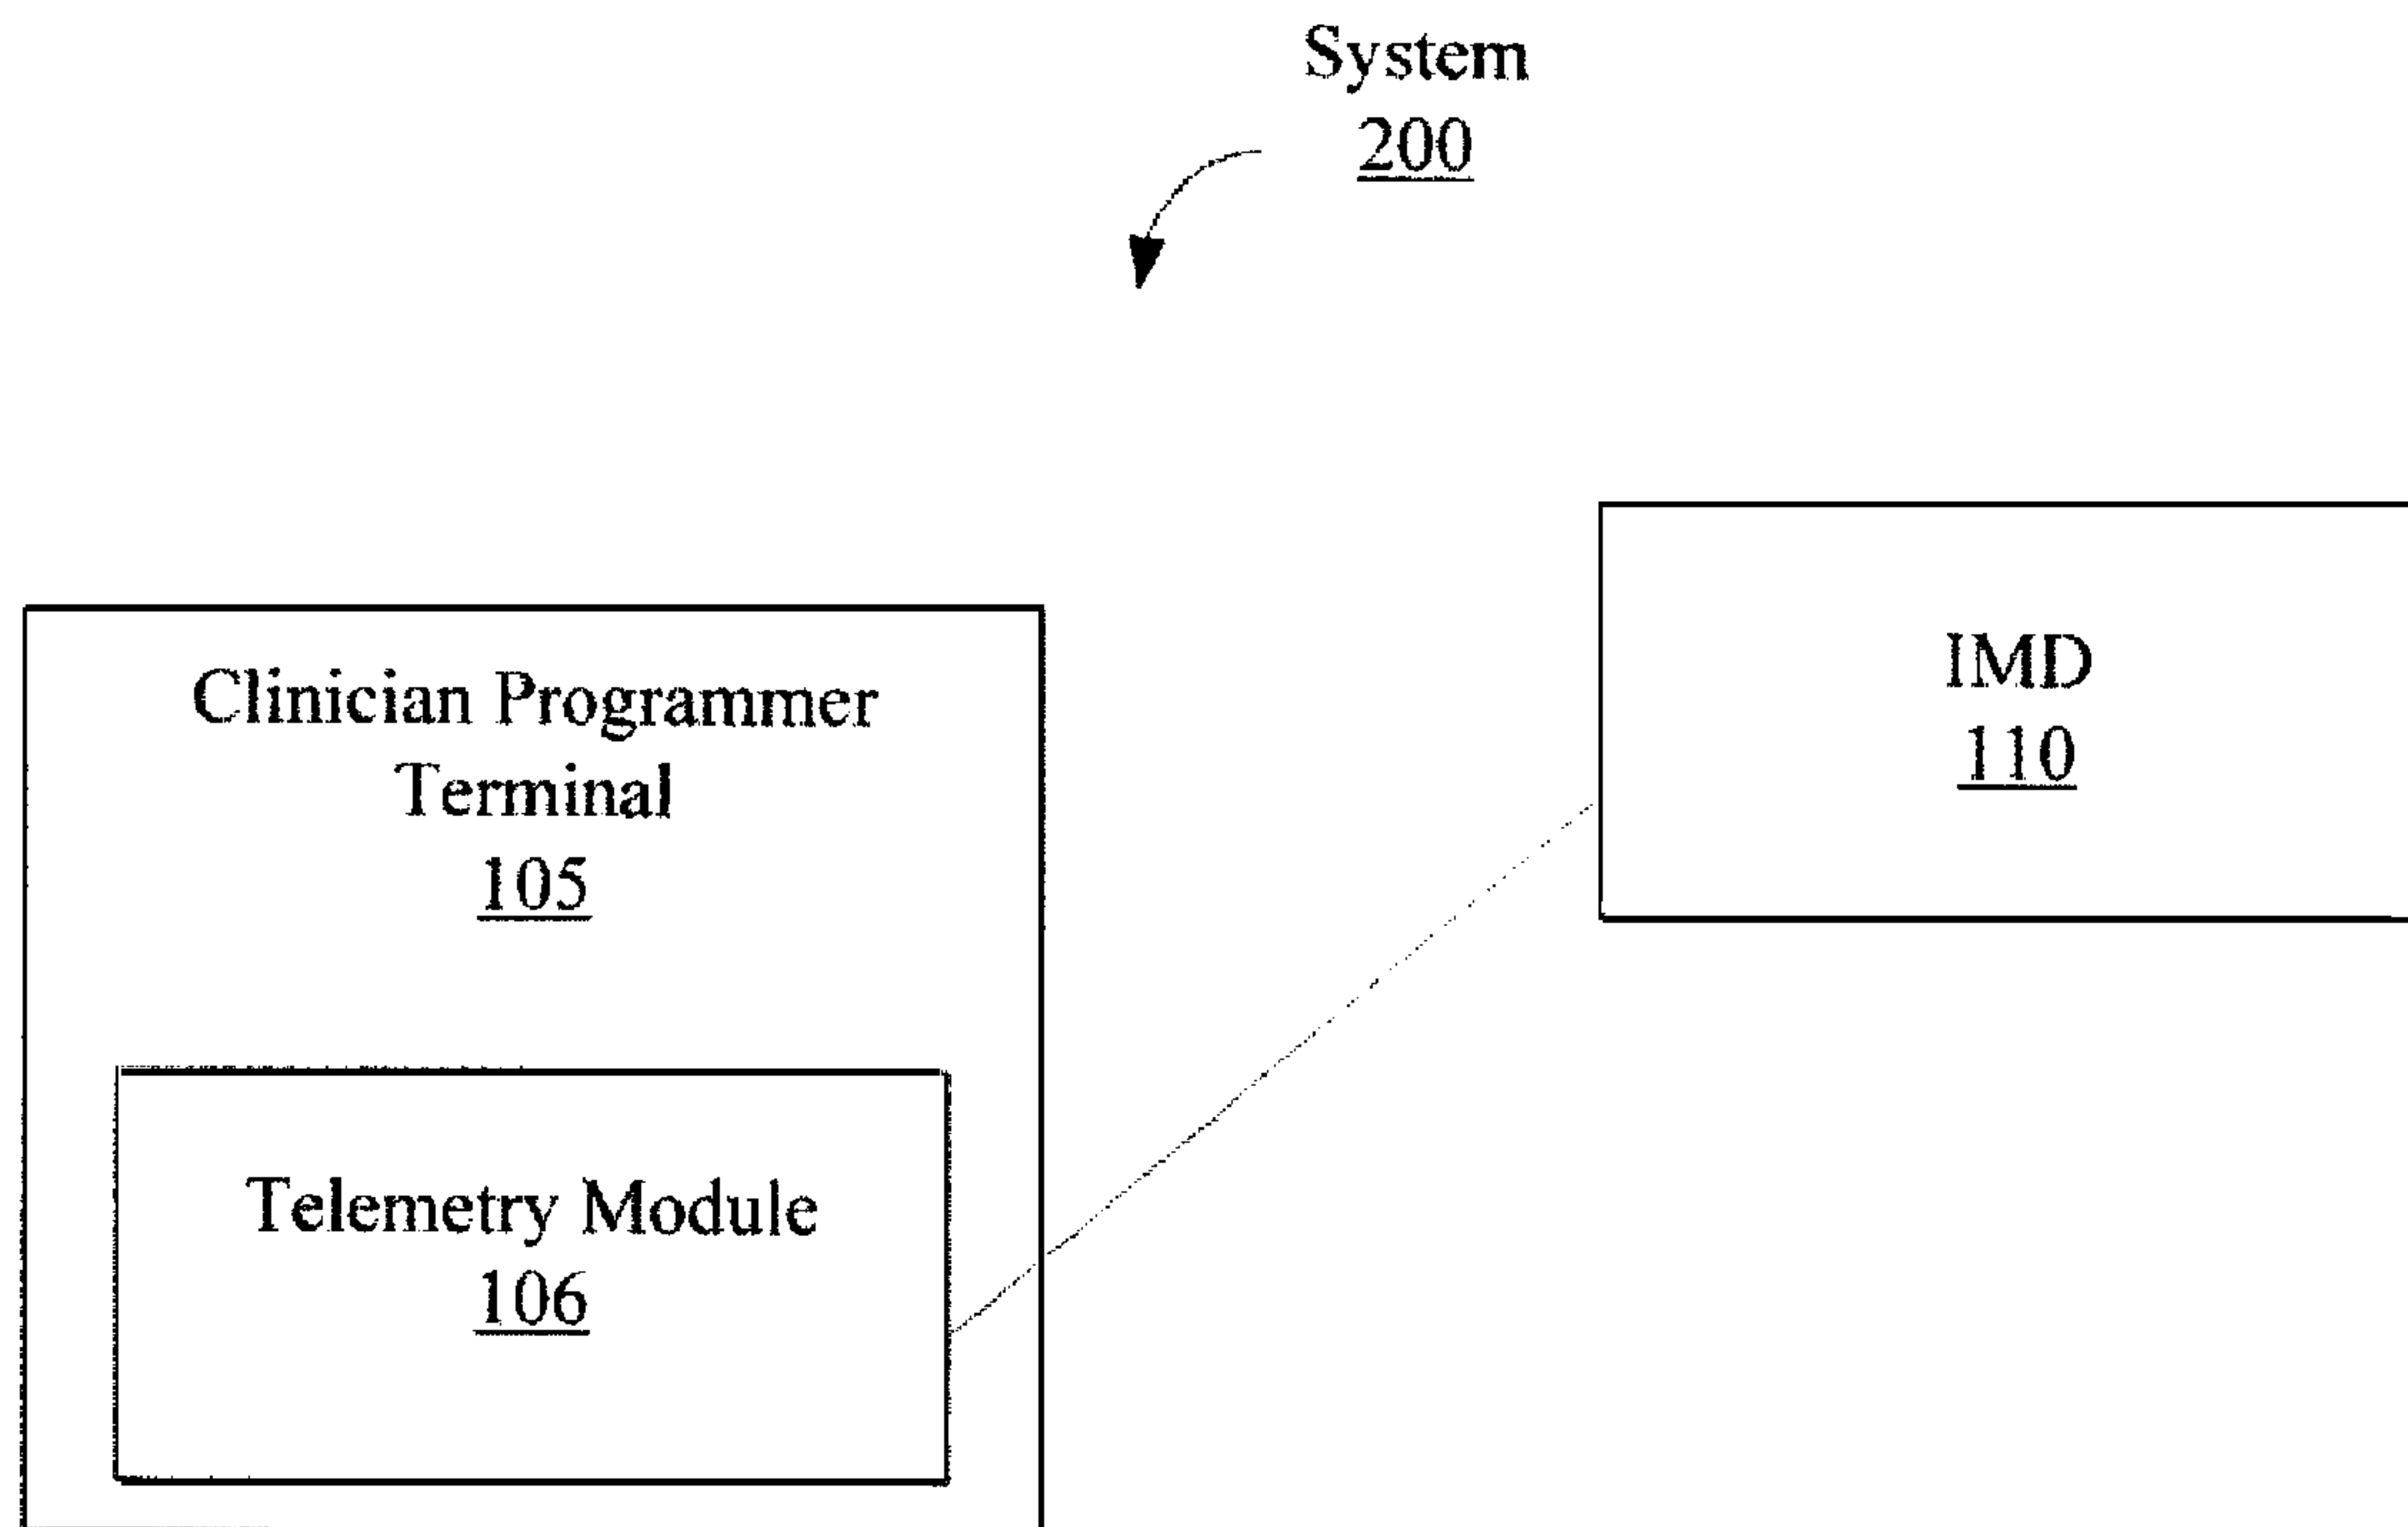 System
200
IMD
110
Clinician Programmer
Terminal
105
Telemetry Module
106